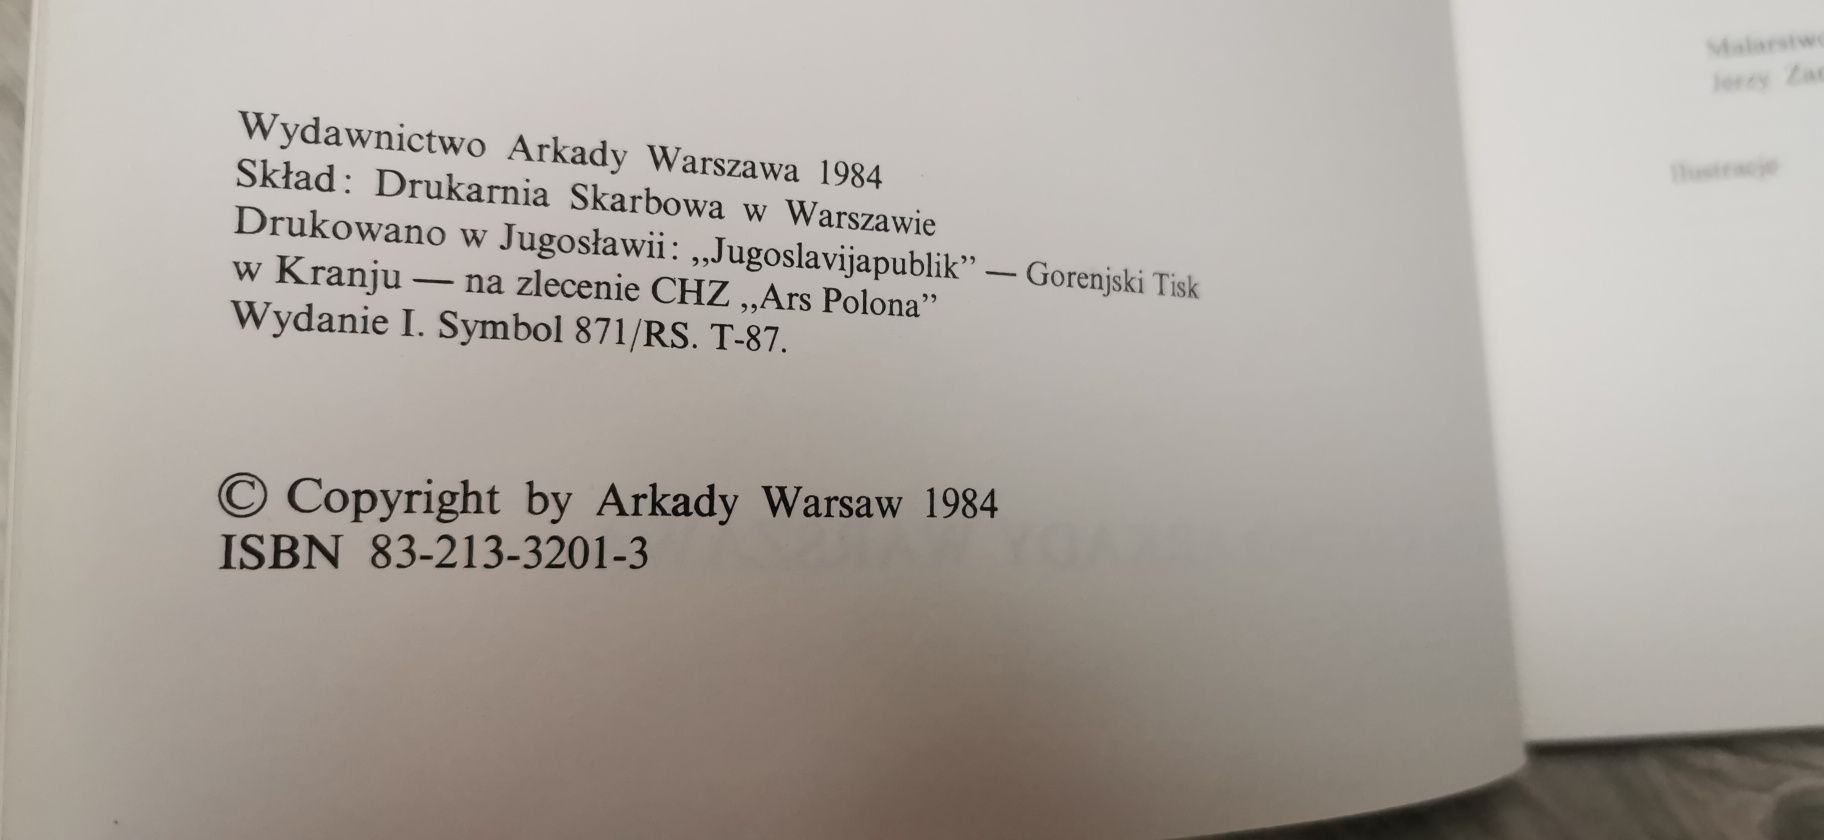 Wydawnictwo Arkady Warszawa 1984
Skład: Drukarnia Skarbowa w Warszawie
Drukowano w Jugosławii: „Jugoslavijapublik” — Gorenjski Tisk
w Kranju — na zlecenie CHZ „Ars Polona”
Wydanie I. Symbol 871/RS. T-87.
© Copyright by Arkady Warsaw 1984
ISBN 83-213-3201-3
Jerzy
Ilustracje